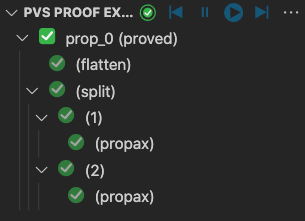 PVS PROOF EX...
prop_0 (proved)
(flatten)
(split)
(1)
(propax)
(2)
(propax)